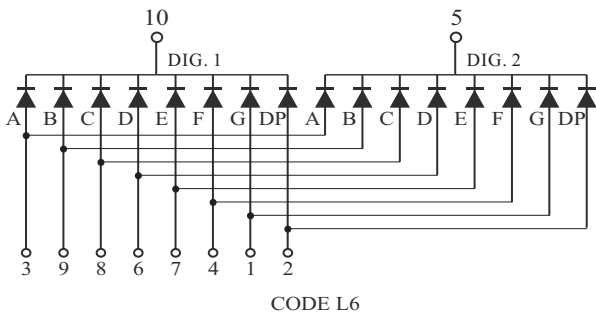 10 5
DIG. 1 DIG. 2
A B C D E F G DP A B C D E F G DP
3 9 8 6 7 4 1 2
CODE L6